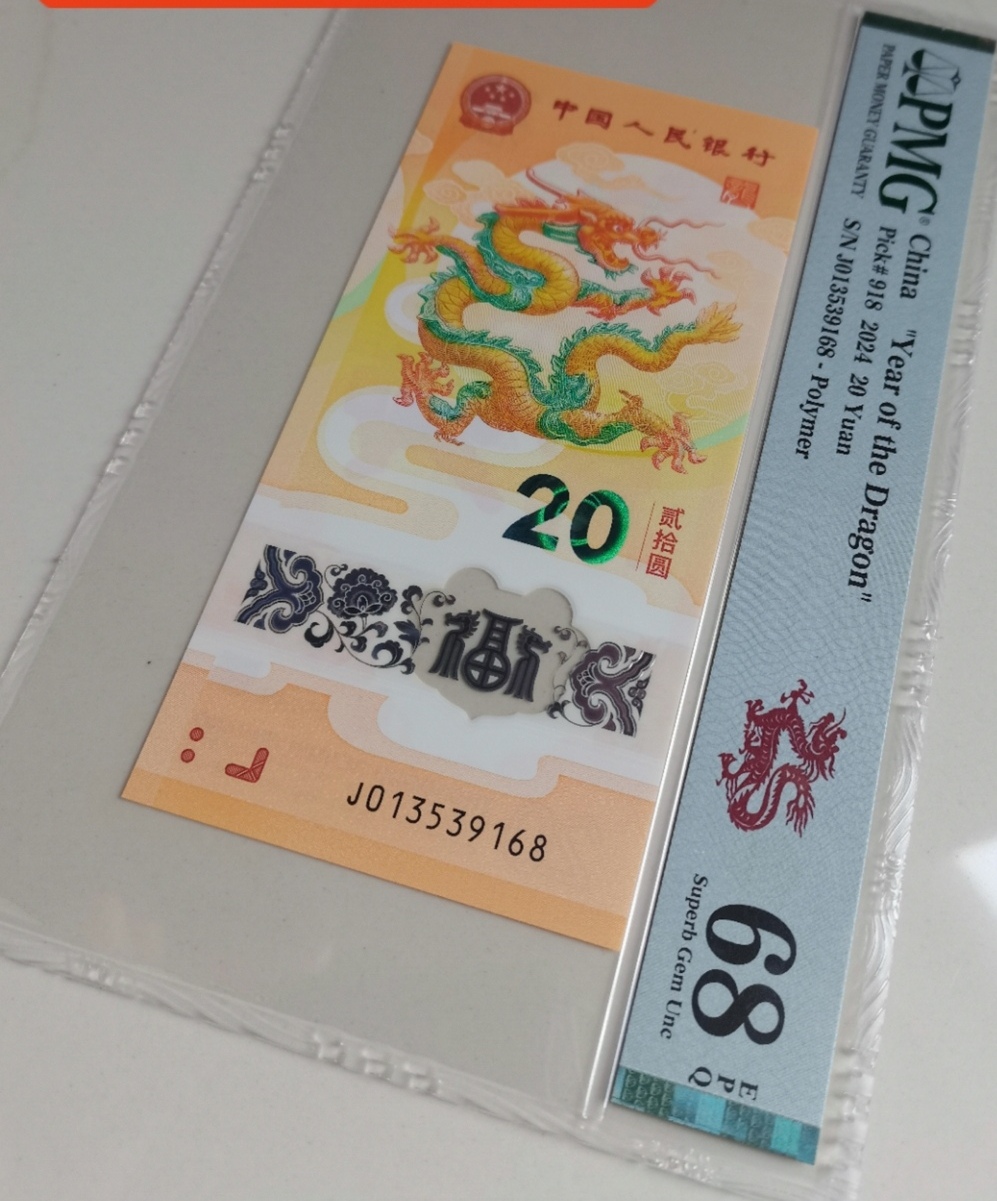 中国人民银行
20
贰拾圆
福
J013539168
PMG®
PAPER MONEY GUARANTY
China "Year of the Dragon"
Pick# 918 2024 20 Yuan
S/N J013539168 - Polymer
68
EPQ
Superb Gem Unc